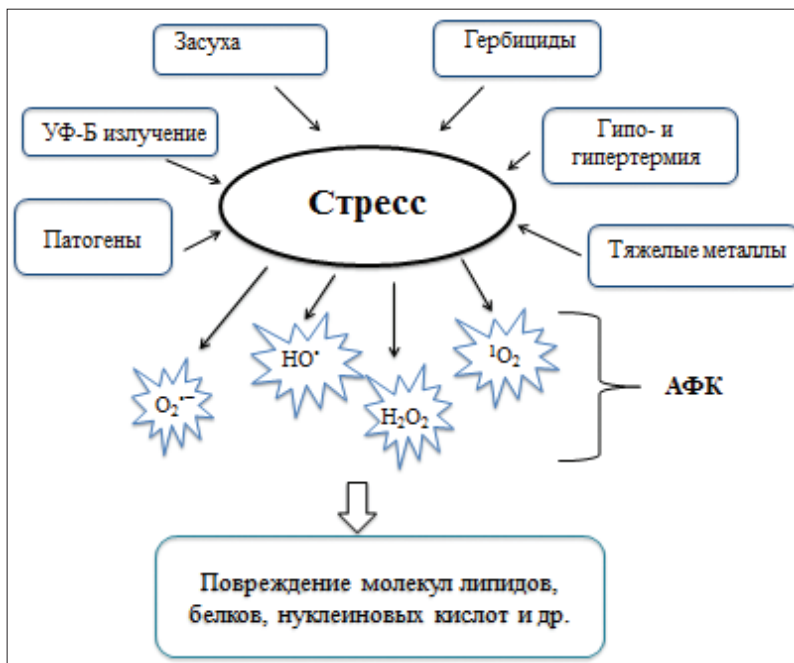 Засуха
Гербициды
УФ-Б излучение
Гипо- и
гипертермия
Стресс
Патогены
Тяжелые металлы
O₂•−
HO•
H₂O₂
¹O₂
АФК
Повреждение молекул липидов,
белков, нуклеиновых кислот и др.